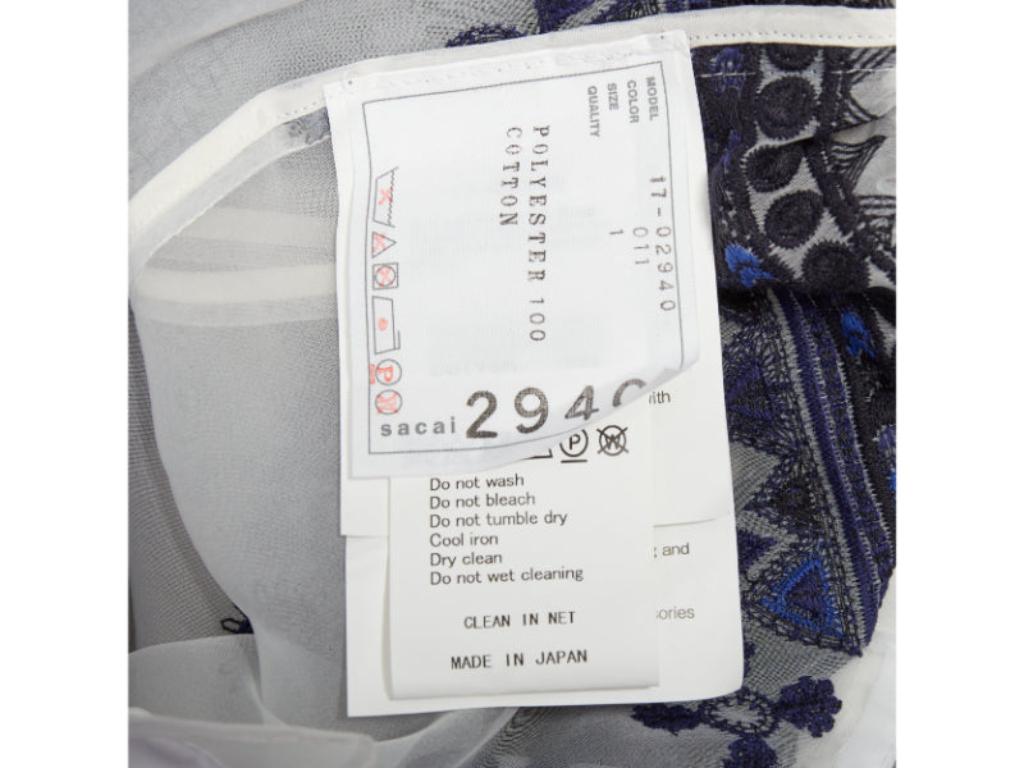 MODEL 17-02940
COLOR 011
SIZE 1
QUALITY
POLYESTER 100
COTTON
sacai 2940
with
P W
Do not wash
Do not bleach
Do not tumble dry
Cool iron
Dry clean
Do not wet cleaning
and
CLEAN IN NET
MADE IN JAPAN